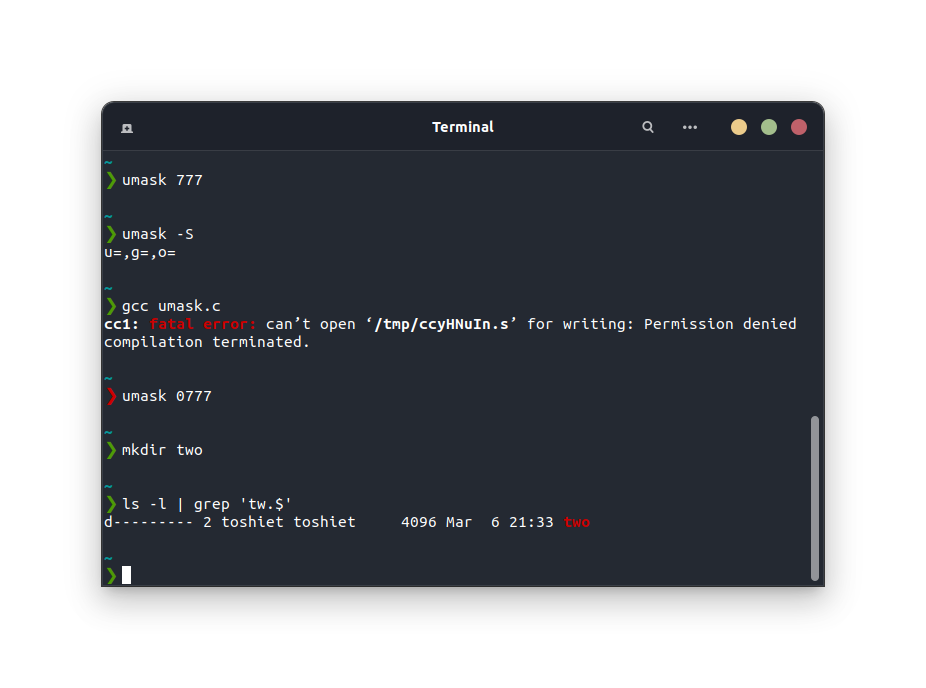 Terminal
~
❯ umask 777
~
❯ umask -S
u=,g=,o=
~
❯ gcc umask.c
cc1: fatal error: can’t open ‘/tmp/ccyHNuIn.s’ for writing: Permission denied
compilation terminated.
~
❯ umask 0777
~
❯ mkdir two
~
❯ ls -l | grep 'tw.$'
d--------- 2 toshiet toshiet     4096 Mar  6 21:33 two
~
❯